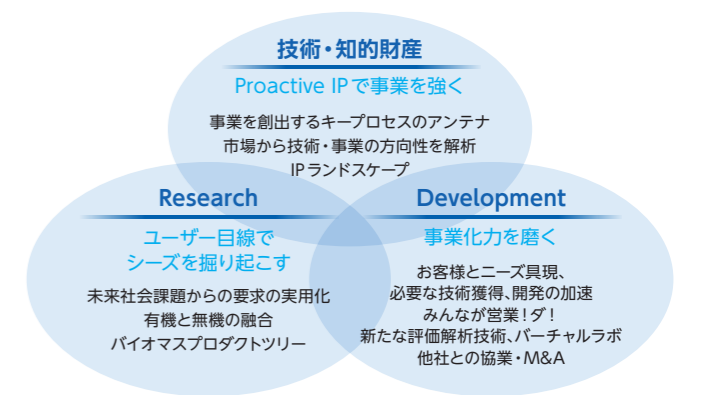 技術・知的財産
Proactive IPで事業を強く
事業を創出するキープロセスのアンテナ
市場から技術・事業の方向性を解析
IPランドスケープ
Research
ユーザー目線で
シーズを掘り起こす
未来社会課題からの要求の実用化
有機と無機の融合
バイオマスプロダクトツリー
Development
事業化力を磨く
お客様とニーズ具現、
必要な技術獲得、開発の加速
みんなが営業!ダ!
新たな評価解析技術、バーチャルラボ
他社との協業・M&A